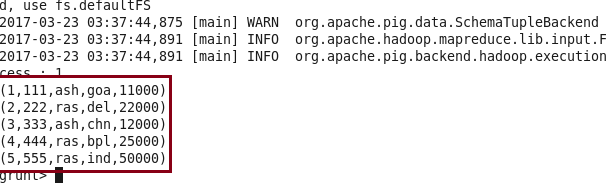 d, use fs.defaultFS
2017-03-23 03:37:44,875 [main] WARN  org.apache.pig.data.SchemaTupleBackend
2017-03-23 03:37:44,891 [main] INFO  org.apache.hadoop.mapreduce.lib.input.F
2017-03-23 03:37:44,891 [main] INFO  org.apache.pig.backend.hadoop.execution
cess : 1
(1,111,ash,goa,11000)
(2,222,ras,del,22000)
(3,333,ash,chn,12000)
(4,444,ras,bpl,25000)
(5,555,ras,ind,50000)
grunt>